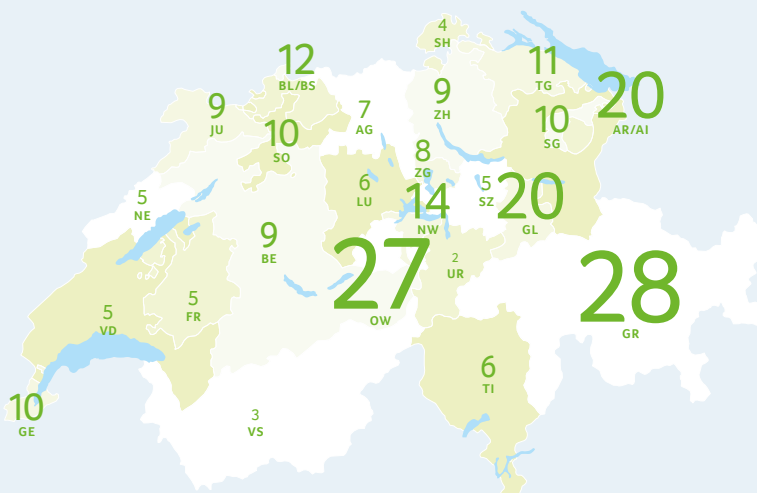 4
SH
12
BL/BS
11
TG
20
AR/AI
9
JU
7
AG
9
ZH
10
SO
10
SG
8
ZG
6
LU
5
SZ
20
GL
14
NW
5
NE
9
BE
27
OW
2
UR
28
GR
5
VD
5
FR
6
TI
10
GE
3
VS